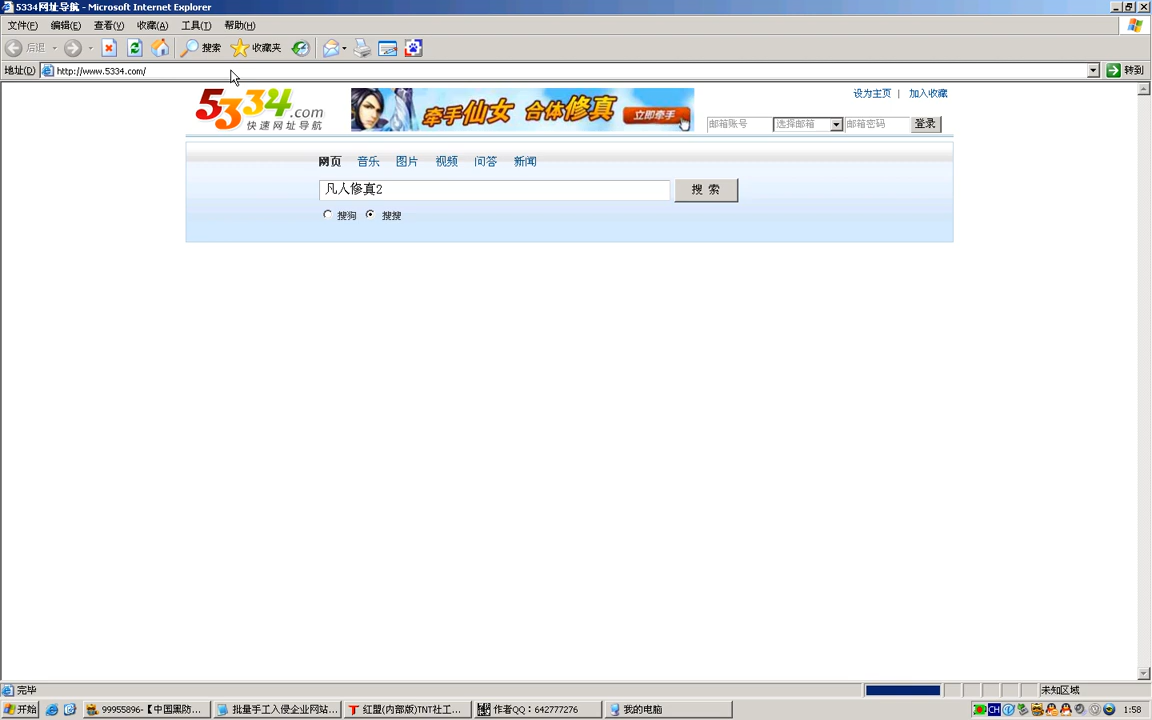 5334网址导航 - Microsoft Internet Explorer
文件(F) 编辑(E) 查看(V) 收藏(A) 工具(T) 帮助(H)
后退 搜索 收藏夹
地址(D) http://www.5334.com/ 转到
5334.com
快速网址导航
牵手仙女 合体修真 立即牵手
设为主页 | 加入收藏
邮箱账号 选择邮箱 邮箱密码 登录
网页 音乐 图片 视频 问答 新闻
凡人修真2 搜 索
搜狗 搜搜
完毕 未知区域
开始 99955896-【中国黑防... 批量手工入侵企业网站... 红盟(内部版)TNT社工... 作者QQ：642777276 我的电脑 CH 1:58